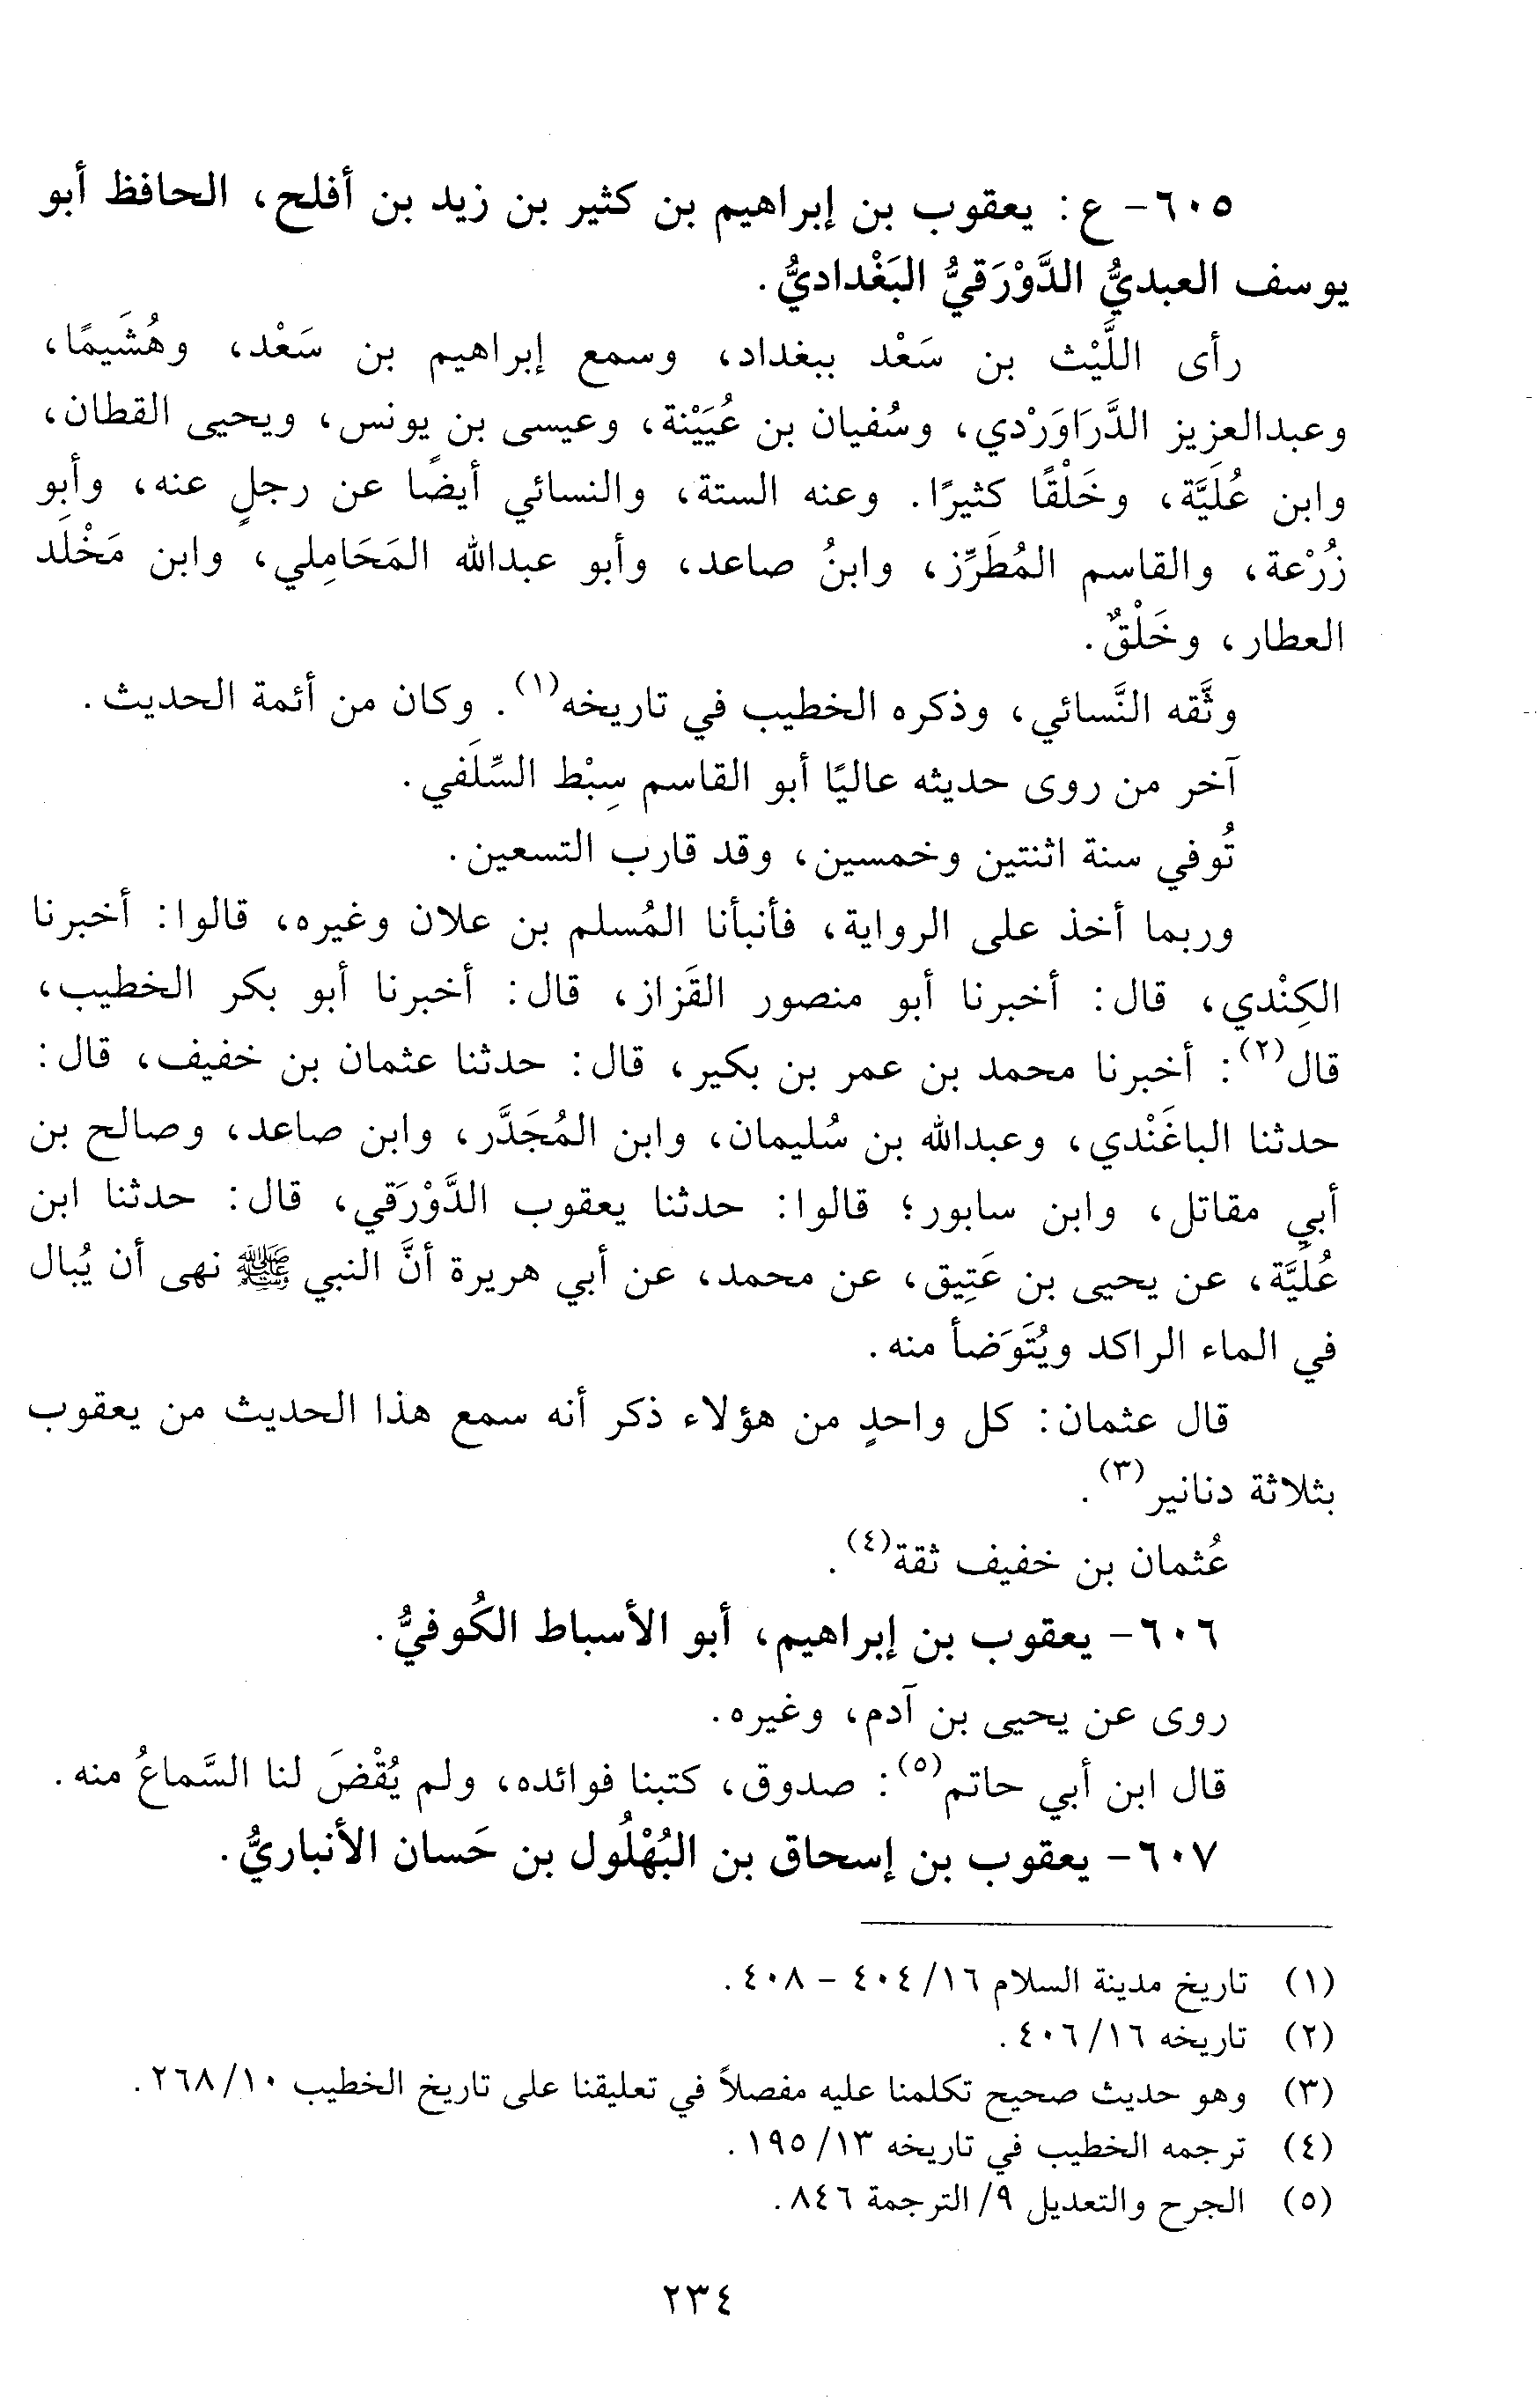 ٦٠٥- ع: يعقوب بن إبراهيم بن كثير بن زيد بن أفلح، الحافظ أبو
يوسف العبديُّ الدَّوْرَقيُّ البَغْداديُّ.
رأى اللَّيْث بن سَعْد ببغداد، وسمع إبراهيم بن سَعْد، وهُشَيمًا،
وعبدالعزيز الدَّرَاوَرْدي، وسُفيان بن عُيَيْنة، وعيسى بن يونس، ويحيى القطان،
وابن عُلَيَّة، وخَلْقًا كثيرًا. وعنه الستة، والنسائي أيضًا عن رجلٍ عنه، وأبو
زُرْعة، والقاسم المُطَرِّز، وابنُ صاعد، وأبو عبدالله المَحَامِلي، وابن مَخْلَد
العطار، وخَلْقٌ.
وثَّقه النَّسائي، وذكره الخطيب في تاريخه(١). وكان من أئمة الحديث.
آخر من روى حديثه عاليًا أبو القاسم سِبْط السِّلَفي.
تُوفي سنة اثنتين وخمسين، وقد قارب التسعين.
وربما أخذ على الرواية، فأنبأنا المُسلم بن علان وغيره، قالوا: أخبرنا
الكِنْدي، قال: أخبرنا أبو منصور القَزاز، قال: أخبرنا أبو بكر الخطيب،
قال(٢): أخبرنا محمد بن عمر بن بكير، قال: حدثنا عثمان بن خفيف، قال:
حدثنا الباغَنْدي، وعبدالله بن سُليمان، وابن المُجَدَّر، وابن صاعد، وصالح بن
أبي مقاتل، وابن سابور؛ قالوا: حدثنا يعقوب الدَّوْرَقي، قال: حدثنا ابن
عُلَيَّة، عن يحيى بن عَتِيق، عن محمد، عن أبي هريرة أنَّ النبي ﷺ نهى أن يُبال
في الماء الراكد ويُتَوَضأ منه.
قال عثمان: كل واحدٍ من هؤلاء ذكر أنه سمع هذا الحديث من يعقوب
بثلاثة دنانير(٣).
عُثمان بن خفيف ثقة(٤).
٦٠٦- يعقوب بن إبراهيم، أبو الأسباط الكُوفيُّ.
روى عن يحيى بن آدم، وغيره.
قال ابن أبي حاتم(٥): صدوق، كتبنا فوائده، ولم يُقْضَ لنا السَّماعُ منه.
٦٠٧- يعقوب بن إسحاق بن البُهْلُول بن حَسان الأنباريُّ.
(١) تاريخ مدينة السلام ١٦/ ٤٠٤ - ٤٠٨.
(٢) تاريخه ١٦/ ٤٠٦.
(٣) وهو حديث صحيح تكلمنا عليه مفصلاً في تعليقنا على تاريخ الخطيب ١٠/ ٢٦٨.
(٤) ترجمه الخطيب في تاريخه ١٣/ ١٩٥.
(٥) الجرح والتعديل ٩/ الترجمة ٨٤٦.
٢٣٤